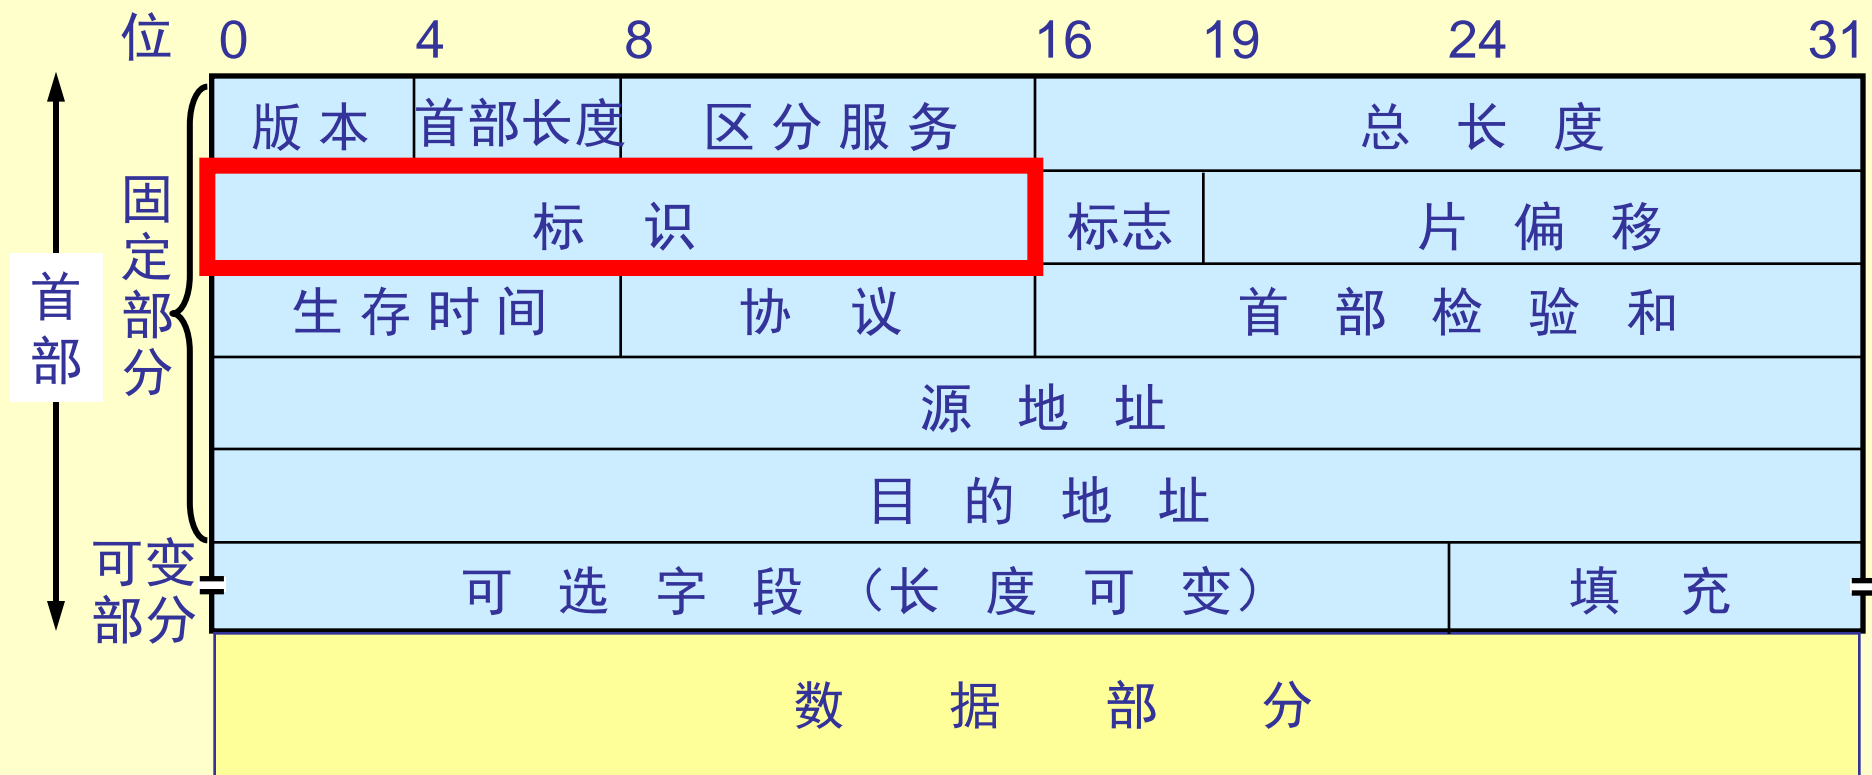 位 0 4 8 16 19 24 31
版 本 首部长度 区 分 服 务 总 长 度
标 识 标志 片 偏 移
生存时间 协 议 首 部 检 验 和
源 地 址
目 的 地 址
可 选 字 段 （长 度 可 变） 填 充
数 据 部 分
首部
固定部分
可变
部分